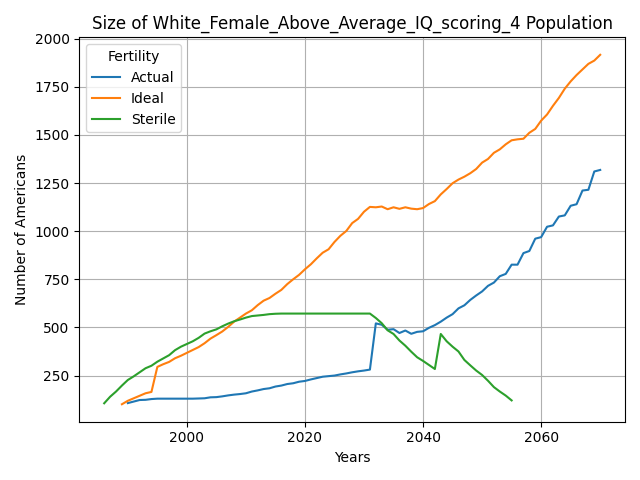 Size of White_Female_Above_Average_IQ_scoring_4 Population
Number of Americans
2000
1750
1500
1250
1000
750
500
250
Fertility
Actual
Ideal
Sterile
2000
2020
2040
2060
Years